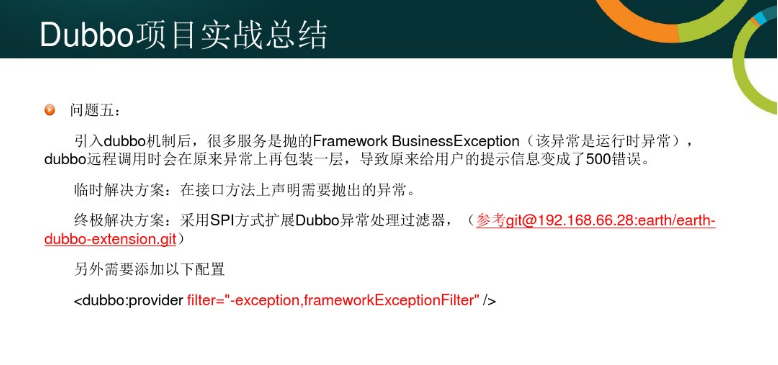 Dubbo项目实战总结
问题五：
引入dubbo机制后，很多服务是抛的Framework BusinessException（该异常是运行时异常），
dubbo远程调用时会在原来异常上再包装一层，导致原来给用户的提示信息变成了500错误。
临时解决方案：在接口方法上声明需要抛出的异常。
终极解决方案：采用SPI方式扩展Dubbo异常处理过滤器，（参考git@192.168.66.28:earth/earth-
dubbo-extension.git）
另外需要添加以下配置
<dubbo:provider filter="-exception,frameworkExceptionFilter" />